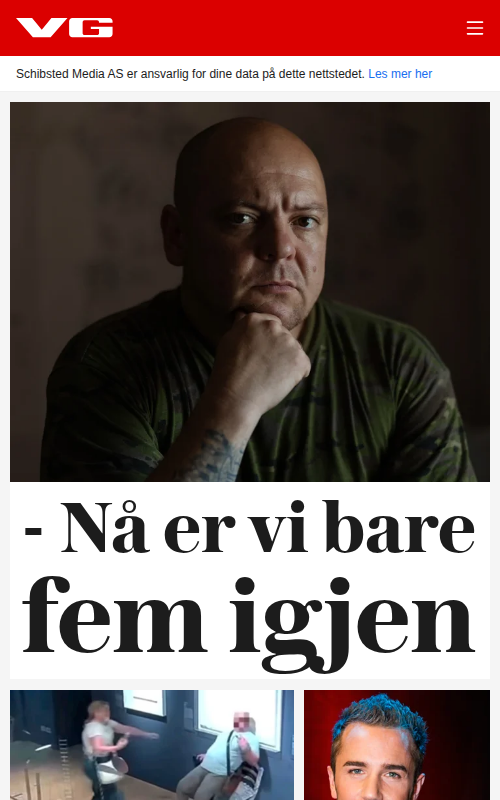 VG
Schibsted Media AS er ansvarlig for dine data på dette nettstedet. Les mer her
- Nå er vi bare
fem igjen